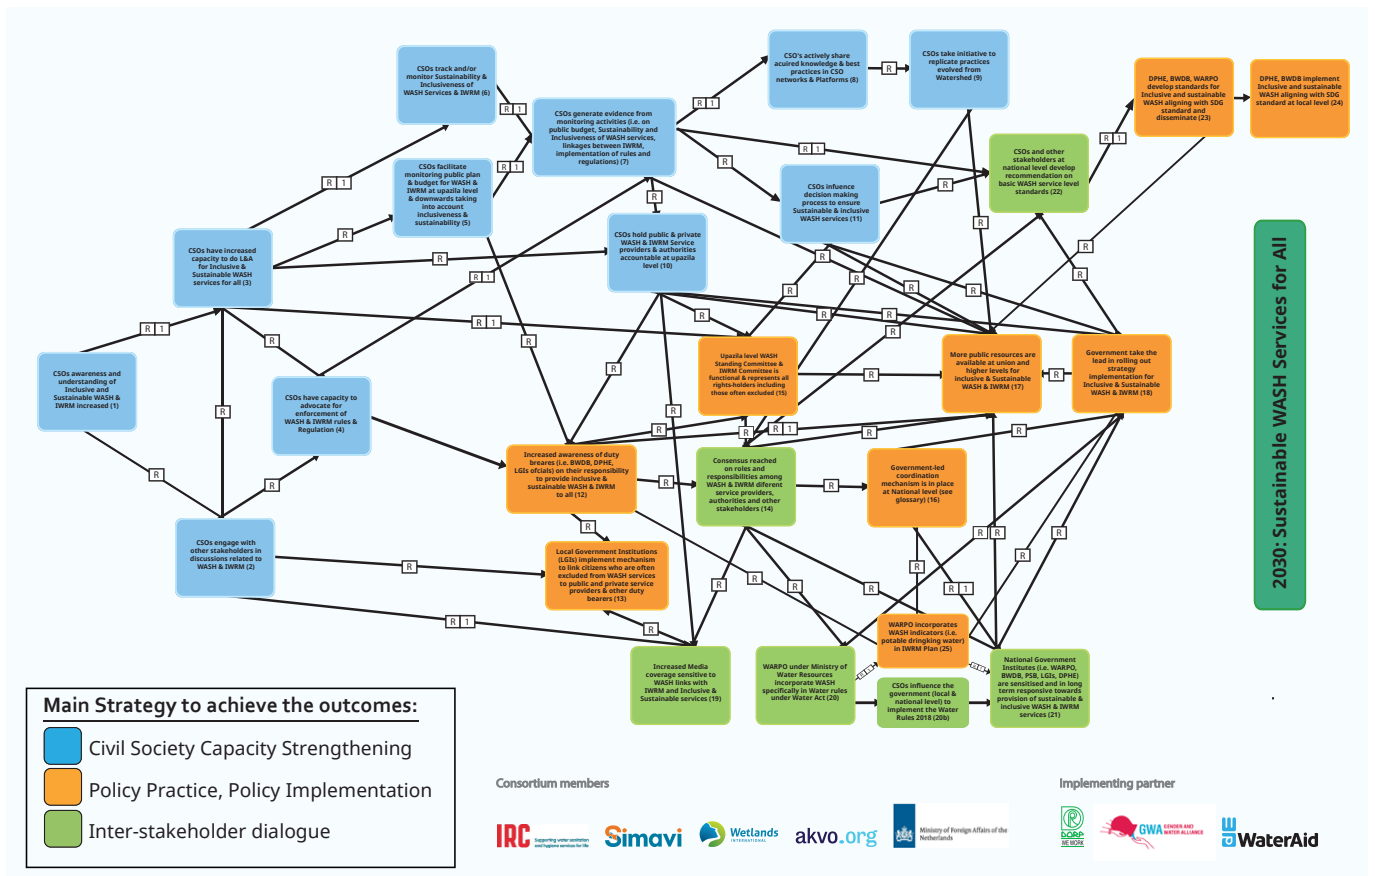 CSOs track and/or
monitor Sustainability &
Inclusiveness of
WASH Services & IWRM (6)
CSO's actively share
acuired knowledge & best
practices in CSO
networks & Platforms (8)
CSOs take initiative to
replicate practices
evolved from
Watershed (9)
DPHE, BWDB, WARPO
develop standards for
Inclusive and sustainable
WASH aligning with SDG
standard and
disseminate (23)
DPHE, BWDB implement
Inclusive and sustainable
WASH aligning with SDG
standard at local level (24)
CSOs generate evidence from
monitoring activities (i.e. on
public budget, Sustainability and
Inclusiveness of WASH services,
linkages between IWRM,
implementation of rules and
regulations) (7)
CSOs facilitate
monitoring public plan
& budget for WASH &
IWRM at upazila level
& downwards taking
into account
inclusiveness &
sustainability (5)
CSOs influence
decision making
process to ensure
Sustainable & inclusive
WASH services (11)
CSOs and other
stakeholders at
national level develop
recommendation on
basic WASH service level
standards (22)
CSOs have increased
capacity to do L&A
for Inclusive &
Sustainable WASH
services for all (3)
CSOs hold public & private
WASH & IWRM Service
providers & authorities
accountable at upazila
level (10)
CSOs awareness and
understanding of
Inclusive and
Sustainable WASH &
IWRM increased (1)
CSOs have capacity to
advocate for
enforcement of
WASH & IWRM rules &
Regulation (4)
Upazila level WASH
Standing Committee &
IWRM Committee is
functional & represents all
rights-holders including
those often excluded (15)
More public resources are
available at union and
higher levels for
inclusive & Sustainable
WASH & IWRM (17)
Government take the
lead in rolling out
strategy
implementation for
Inclusive & Sustainable
WASH & IWRM (18)
Increased awareness of duty
breares (i.e. BWDB, DPHE,
LGIs ofcials) on their responsibility
to provide inclusive &
sustainable WASH & IWRM
to all (12)
Consensus reached
on roles and
responsibilities among
WASH & IWRM diferent
service providers,
authorities and other
stakeholders (14)
Government-led
coordination
mechanism is in place
at National level (see
glossary) (16)
CSOs engage with
other stakeholders in
discussions related to
WASH & IWRM (2)
Local Government Institutions
(LGIs) implement mechanism
to link citizens who are often
excluded from WASH services
to public and private service
providers & other duty
bearers (13)
Increased Media
coverage sensitive to
WASH links with
IWRM and Inclusive &
Sustainable services (19)
WARPO under Ministry of
Water Resources
incorporate WASH
specifically in Water rules
under Water Act (20)
WARPO incorporates
WASH indicators (i.e.
potable dringking water)
in IWRM Plan (25)
CSOs influence the
government (local &
national level) to
implement the Water
Rules 2018 (20b)
National Government
Institutes (i.e. WARPO,
BWDB, PSB, LGIs, DPHE)
are sensitised and in long
term responsive towards
provision of sustainable &
inclusive WASH & IWRM
services (21)
2030: Sustainable WASH Services for All
Main Strategy to achieve the outcomes:
Civil Society Capacity Strengthening
Policy Practice, Policy Implementation
Inter-stakeholder dialogue
Consortium members
Implementing partner
IRC
Supporting water sanitation
and hygiene services for life
Simavi
Wetlands
INTERNATIONAL
akvo.org
Ministry of Foreign Affairs of the
Netherlands
DORP
WE WORK
GWA GENDER AND
WATER ALLIANCE
WaterAid